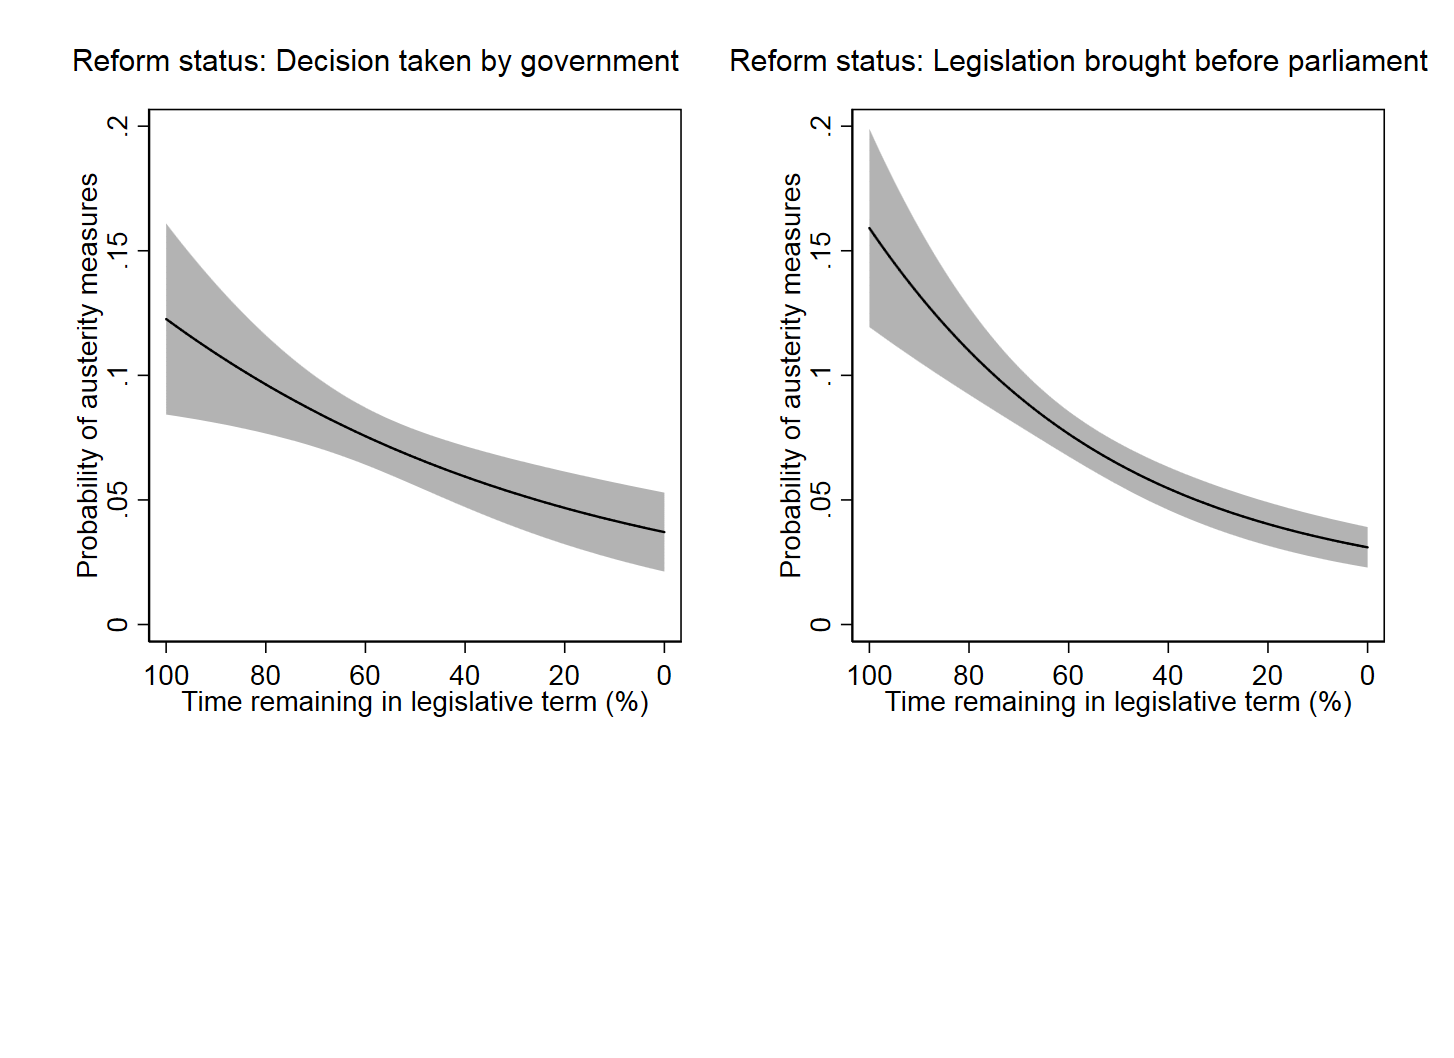 Reform status: Decision taken by government
Probability of austerity measures
.2
.15
.1
.05
0
100 80 60 40 20 0
Time remaining in legislative term (%)
Reform status: Legislation brought before parliament
Probability of austerity measures
.2
.15
.1
.05
0
100 80 60 40 20 0
Time remaining in legislative term (%)